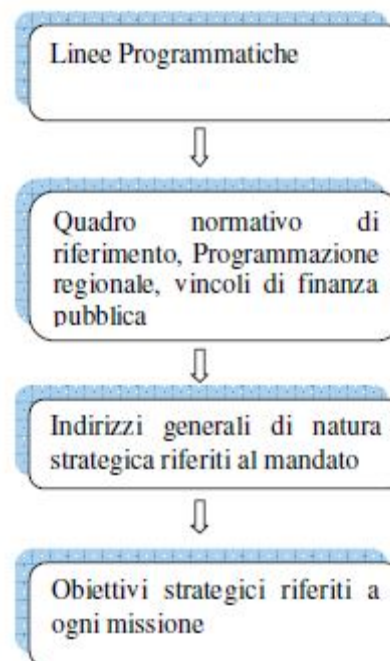 Linee Programmatiche
Quadro normativo di
riferimento, Programmazione
regionale, vincoli di finanza
pubblica
Indirizzi generali di natura
strategica riferiti al mandato
Obiettivi strategici riferiti a
ogni missione